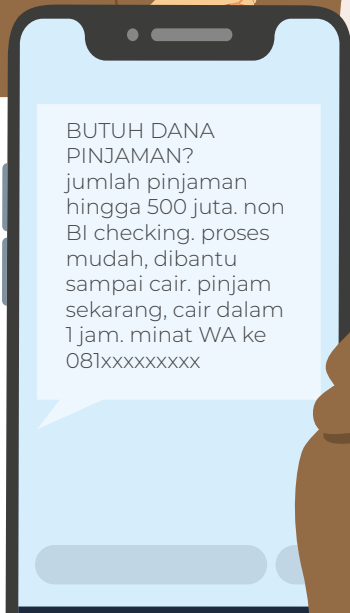 BUTUH DANA
PINJAMAN?
jumlah pinjaman
hingga 500 juta. non
BI checking. proses
mudah, dibantu
sampai cair. pinjam
sekarang, cair dalam
1 jam. minat WA ke
081xxxxxxxxx